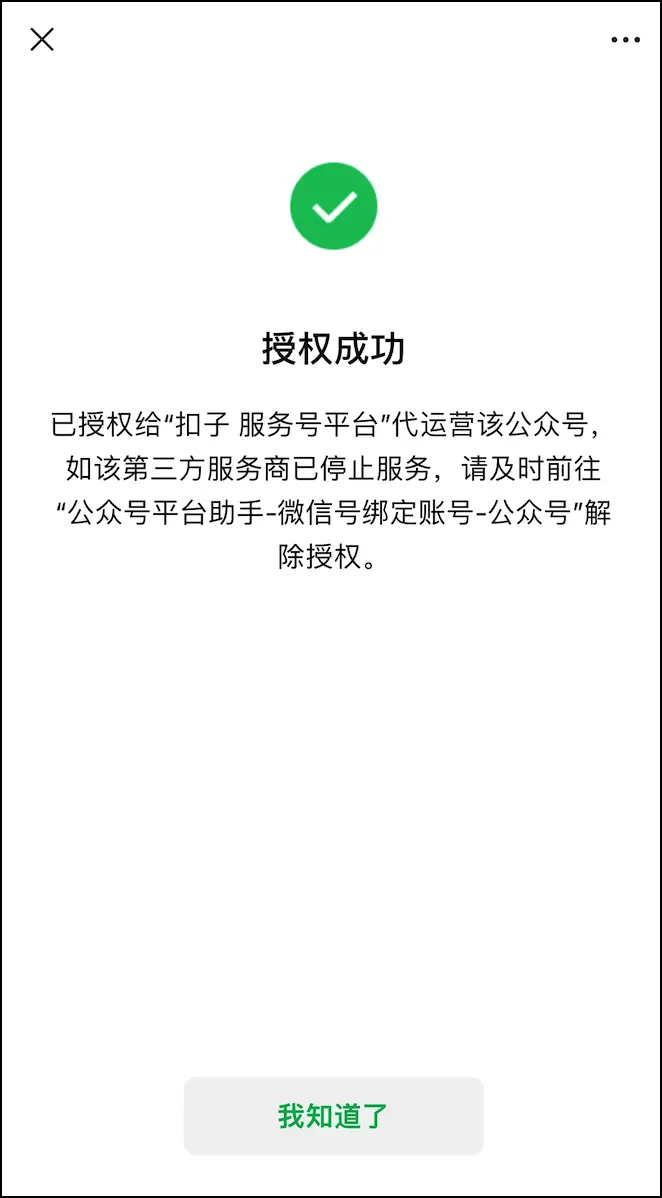 授权成功
已授权给“扣子 服务号平台”代运营该公众号，
如该第三方服务商已停止服务，请及时前往
“公众号平台助手-微信号绑定账号-公众号”解
除授权。
我知道了